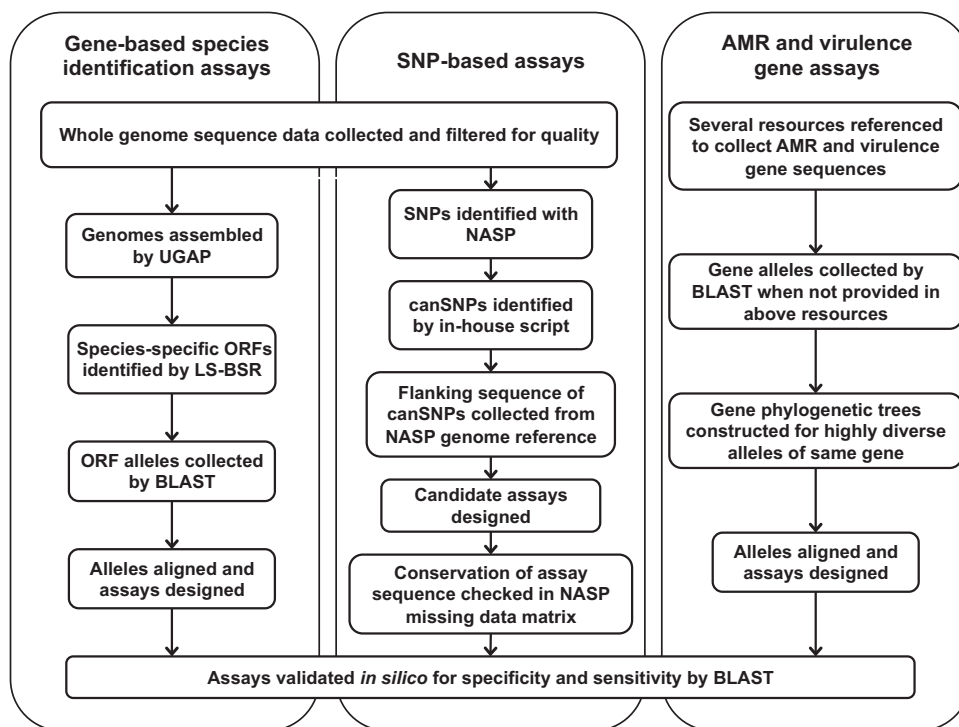 Gene-based species
identification assays
SNP-based assays
AMR and virulence
gene assays
Whole genome sequence data collected and filtered for quality
Several resources referenced
to collect AMR and virulence
gene sequences
Genomes assembled
by UGAP
SNPs identified with
NASP
Gene alleles collected by
BLAST when not provided in
above resources
canSNPs identified
by in-house script
Species-specific ORFs
identified by LS-BSR
Flanking sequence of
canSNPs collected from
NASP genome reference
Gene phylogenetic trees
constructed for highly diverse
alleles of same gene
ORF alleles collected
by BLAST
Candidate assays
designed
Alleles aligned and
assays designed
Conservation of assay
sequence checked in NASP
missing data matrix
Alleles aligned and
assays designed
Assays validated in silico for specificity and sensitivity by BLAST